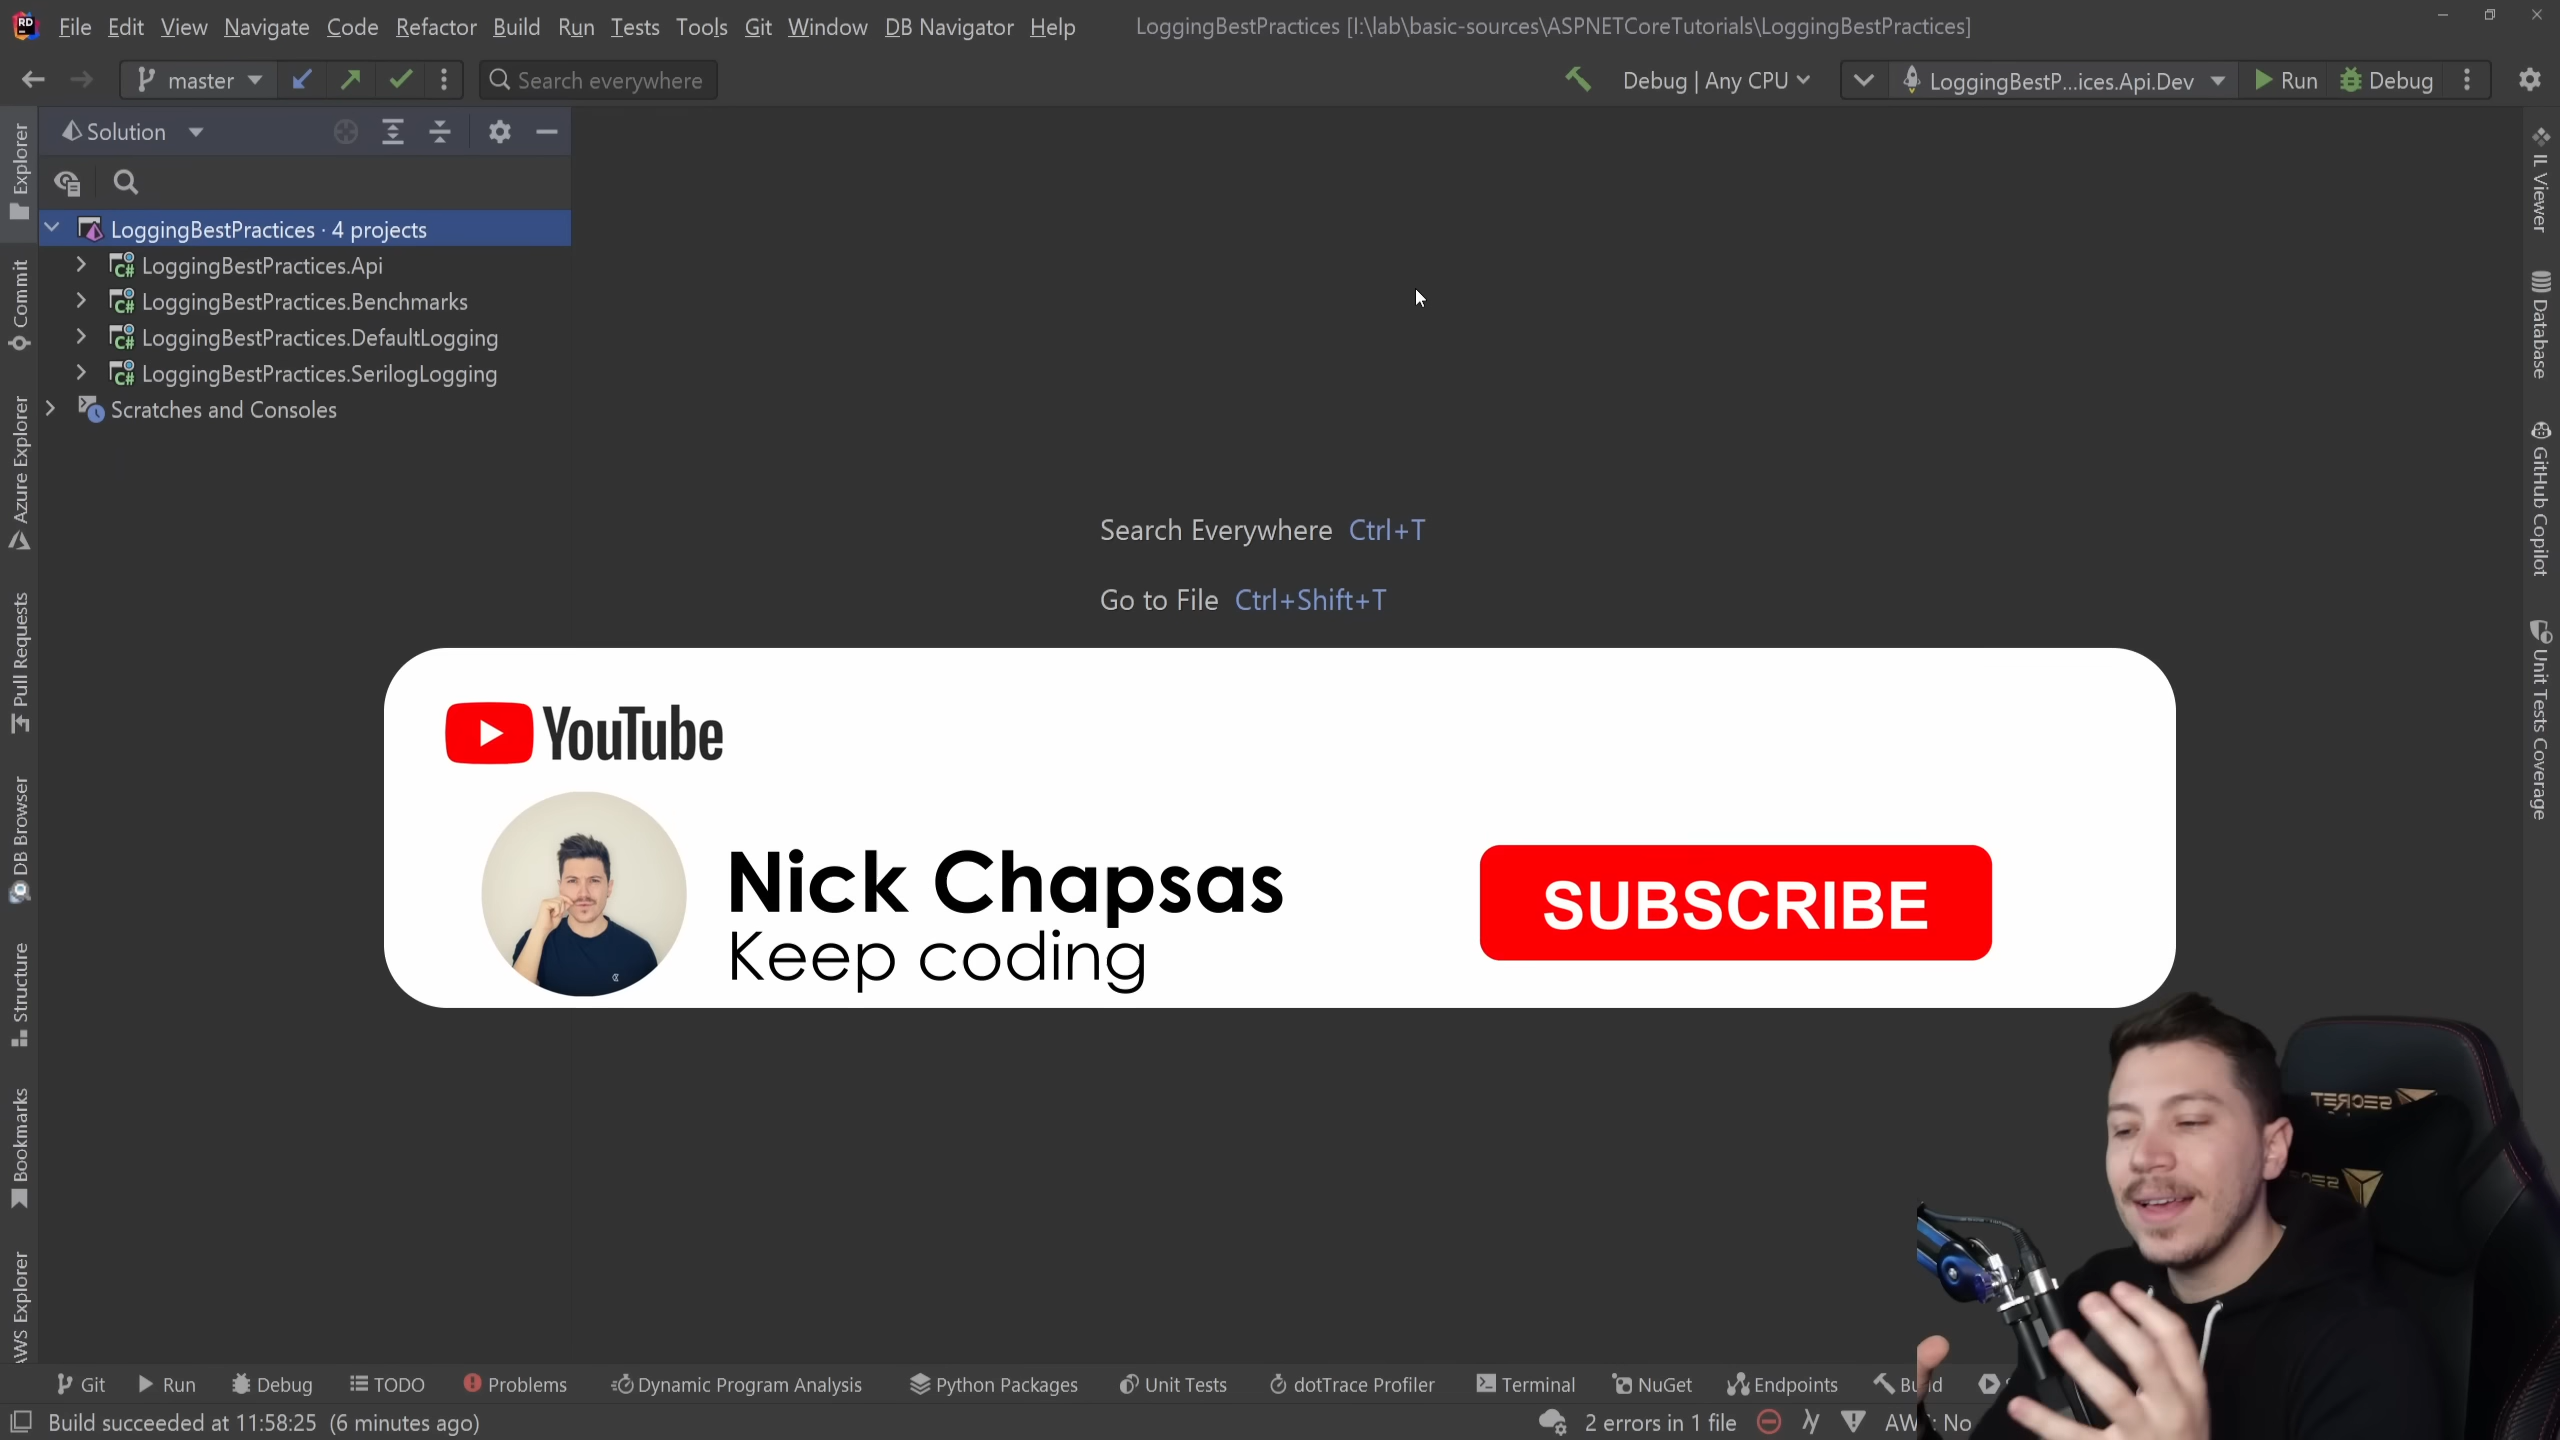 File Edit View Navigate Code Refactor Build Run Tests Tools Git Window DB Navigator Help LoggingBestPractices [I:\lab\basic-sources\ASPNETCoreTutorials\LoggingBestPractices]
master Search everywhere Debug | Any CPU LoggingBestP...ices.Api.Dev Run Debug
Solution
LoggingBestPractices · 4 projects
LoggingBestPractices.Api
LoggingBestPractices.Benchmarks
LoggingBestPractices.DefaultLogging
LoggingBestPractices.SerilogLogging
Scratches and Consoles
Explorer
Commit
Azure Explorer
Pull Requests
DB Browser
Structure
Bookmarks
AWS Explorer
Search Everywhere Ctrl+T
Go to File Ctrl+Shift+T
YouTube
Nick Chapsas
Keep coding
SUBSCRIBE
IL Viewer
Database
GitHub Copilot
Unit Tests Coverage
SECRET
Git Run Debug TODO Problems Dynamic Program Analysis Python Packages Unit Tests dotTrace Profiler Terminal NuGet Endpoints
Build succeeded at 11:58:25 (6 minutes ago) 2 errors in 1 file No